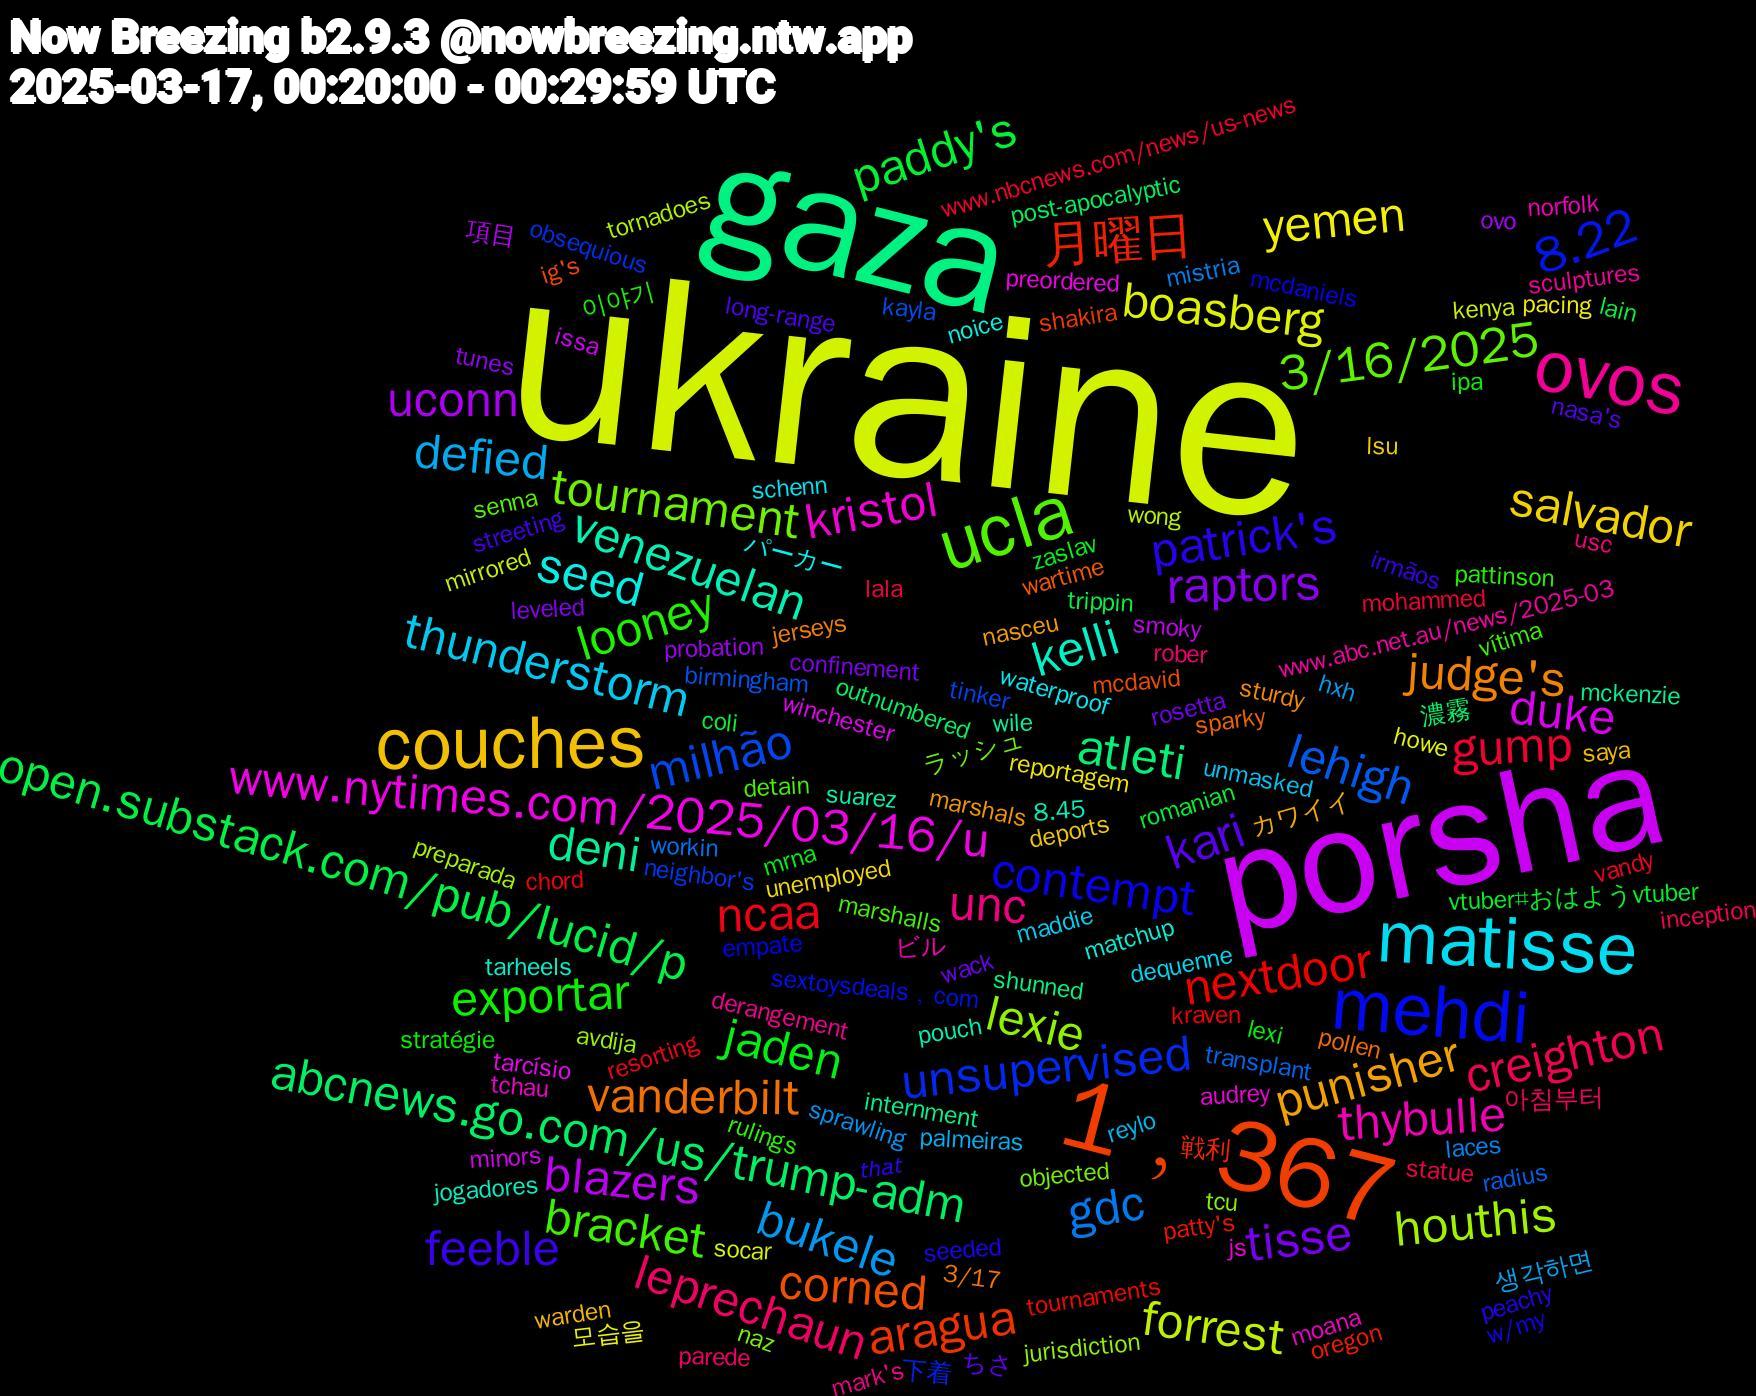 Now Breezing b2.9.3 @nowbreezing.ntw.app
2025-03-17, 00:20:00 - 00:29:59 UTC
paddy's
www.nbcnews.com/news/us-news
post-apocalyptic
ovo
norfolk
tornadoes
項目
obsequious
gaza
月曜日
yemen
8.22
ig's
preordered
mistria
sculptures
mcdaniels
이야기
long-range
kayla
issa
noice
shakira
boasberg
kenya
pacing
lain
tunes
ukraine
3/16/2025
ovos
ipa
nasa's
uconn
defied
tournament
kristol
schenn
lsu
salvador
senna
ucla
wong
streeting
venezuelan
パーカー
patrick's
usc
mirrored
seed
zaslav
wartime
irmãos
pattinson
raptors
leveled
looney
lala
trippin
mohammed
jerseys
nasceu
smoky
www.abc.net.au/news/2025-03
vítima
thunderstorm
probation
kelli
rober
confinement
judge's
mcdavid
sturdy
mckenzie
birmingham
waterproof
hxh
tinker
outnumbered
wile
duke
rosetta
sparky
濃霧
winchester
couches
milhão
coli
sprawling
palmeiras
atleti
reylo
gump
lehigh
laces
howe
ラッシュ
wack
maddie
matchup
unmasked
saya
open.substack.com/pub/lucid/p
www.nytimes.com/2025/03/16/u
porsha
matisse
tarheels
sextoysdeals﹒com
dequenne
reportagem
detain
empate
shunned
nextdoor
kari
radius
suarez
8.45
marshals
romanian
カワイイ
deports
workin
preparada
deni
neighbor's
unemployed
contempt
mehdi
vandy
exportar
chord
ncaa
marshalls
unc
ビル
kraven
vtuber#おはようvtuber
derangement
lexie
1，367
creighton
inception
stratégie
mrna
jaden
avdija
pouch
pollen
lexi
transplant
resorting
abcnews.go.com/us/trump-adm
unsupervised
punisher
tarcísio
tchau
vanderbilt
internment
audrey
아침부터
thybulle
minors
rulings
戦利
statue
jogadores
blazers
that
objected
tcu
houthis
feeble
bracket
bukele
gdc
patty's
tisse
socar
seeded
js
생각하면
leprechaun
corned
3/17
tournaments
peachy
warden
모습을
aragua
forrest
moana
w/my
naz
jurisdiction
oregon
parede
mark's
下着
ちさ